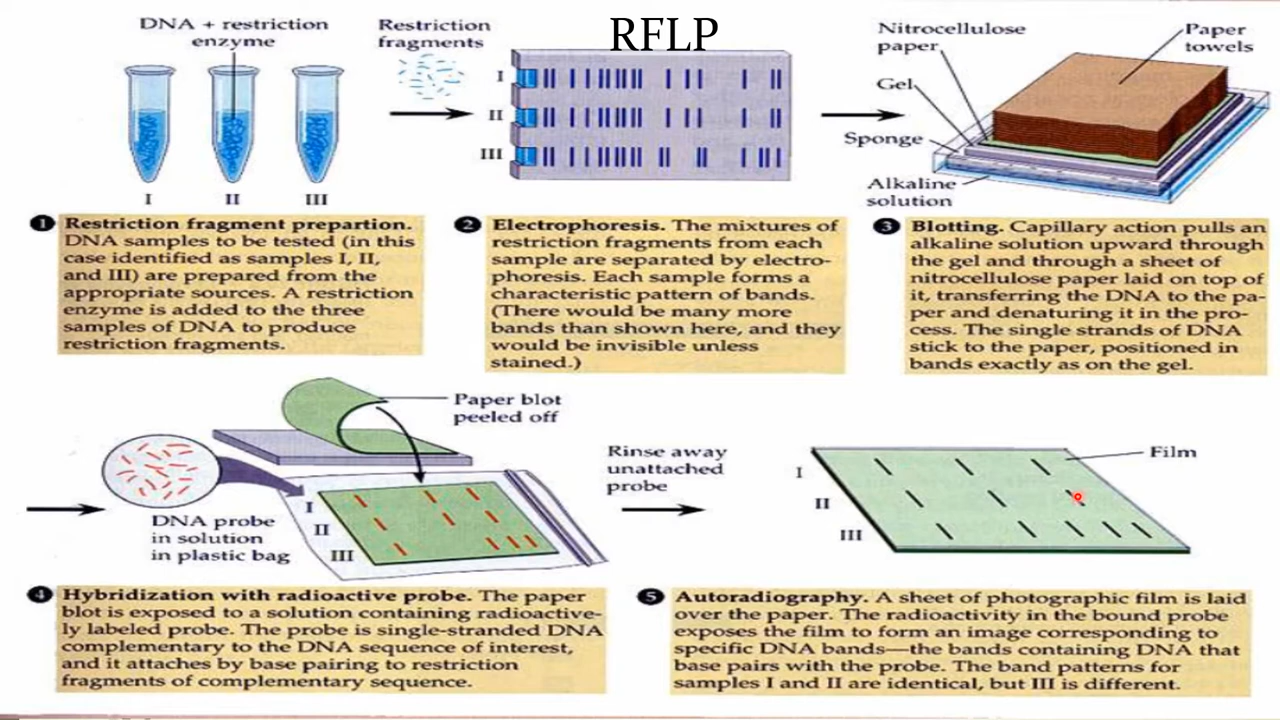 RFLP
DNA + restriction
enzyme
Restriction
fragments
I
II
III
I
II
III
Nitrocellulose
paper
Paper
towels
Gel
Sponge
Alkaline
solution
1 Restriction fragment prepartion.
DNA samples to be tested (in this
case identified as samples I, II,
and III) are prepared from the
appropriate sources. A restriction
enzyme is added to the three
samples of DNA to produce
restriction fragments.
2 Electrophoresis. The mixtures of
restriction fragments from each
sample are separated by electro-
phoresis. Each sample forms a
characteristic pattern of bands.
(There would be many more
bands than shown here, and they
would be invisible unless
stained.)
3 Blotting. Capillary action pulls an
alkaline solution upward through
the gel and through a sheet of
nitrocellulose paper laid on top of
it, transferring the DNA to the pa-
per and denaturing it in the pro-
cess. The single strands of DNA
stick to the paper, positioned in
bands exactly as on the gel.
Paper blot
peeled off
DNA probe
in solution
in plastic bag
I
II
III
Rinse away
unattached
probe
I
II
III
Film
4 Hybridization with radioactive probe. The paper
blot is exposed to a solution containing radioactive-
ly labeled probe. The probe is single-stranded DNA
complementary to the DNA sequence of interest,
and it attaches by base pairing to restriction
fragments of complementary sequence.
5 Autoradiography. A sheet of photographic film is laid
over the paper. The radioactivity in the bound probe
exposes the film to form an image corresponding to
specific DNA bands—the bands containing DNA that
base pairs with the probe. The band patterns for
samples I and II are identical, but III is different.